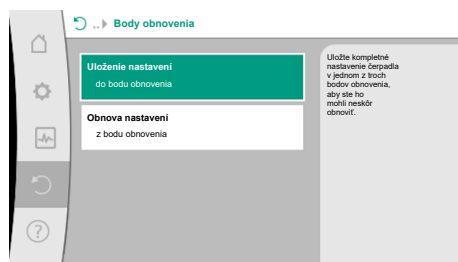 ..▶ Body obnovenia
Uloženie nastavení
do bodu obnovenia
Obnova nastavení
z bodu obnovenia
Uložte kompletné
nastavenie čerpadla
v jednom z troch
bodov obnovenia,
aby ste ho
mohli neskôr
obnoviť.
?